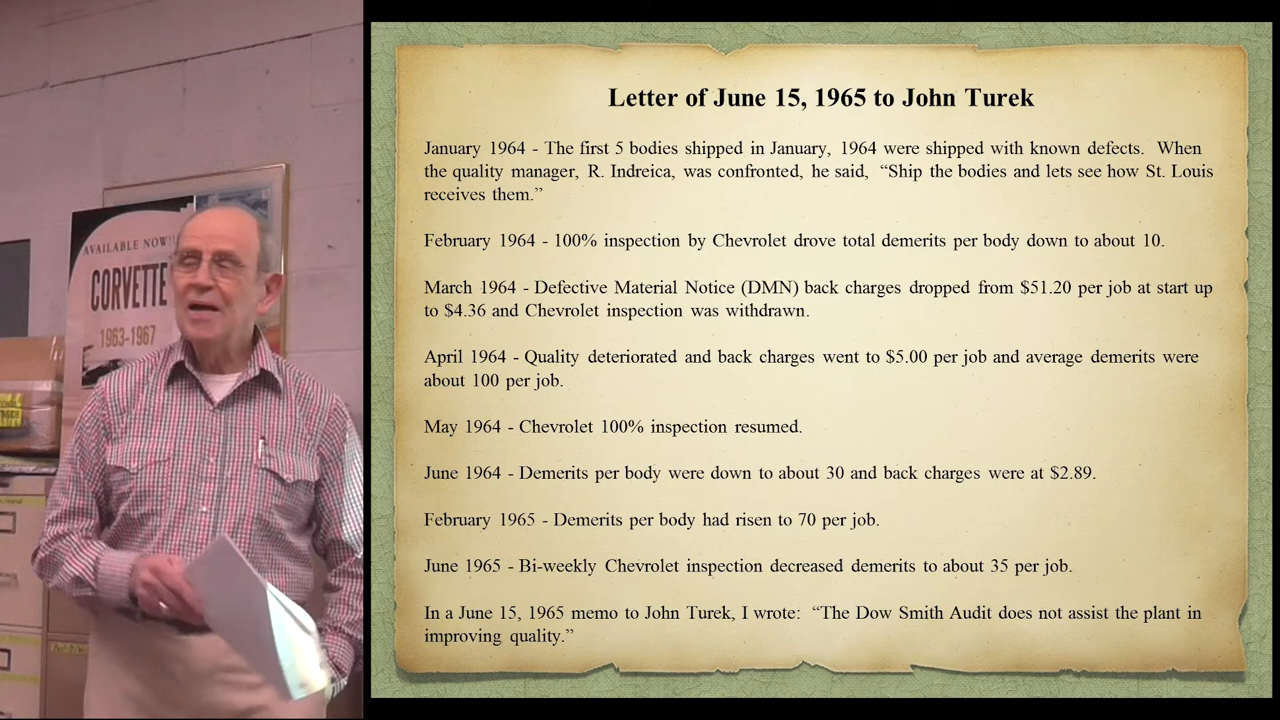 AVAILABLE NOW!!
CORVETTE
1963-1967
Letter of June 15, 1965 to John Turek
January 1964 - The first 5 bodies shipped in January, 1964 were shipped with known defects. When
the quality manager, R. Indreica, was confronted, he said, “Ship the bodies and lets see how St. Louis
receives them.”
February 1964 - 100% inspection by Chevrolet drove total demerits per body down to about 10.
March 1964 - Defective Material Notice (DMN) back charges dropped from $51.20 per job at start up
to $4.36 and Chevrolet inspection was withdrawn.
April 1964 - Quality deteriorated and back charges went to $5.00 per job and average demerits were
about 100 per job.
May 1964 - Chevrolet 100% inspection resumed.
June 1964 - Demerits per body were down to about 30 and back charges were at $2.89.
February 1965 - Demerits per body had risen to 70 per job.
June 1965 - Bi-weekly Chevrolet inspection decreased demerits to about 35 per job.
In a June 15, 1965 memo to John Turek, I wrote: “The Dow Smith Audit does not assist the plant in
improving quality.”